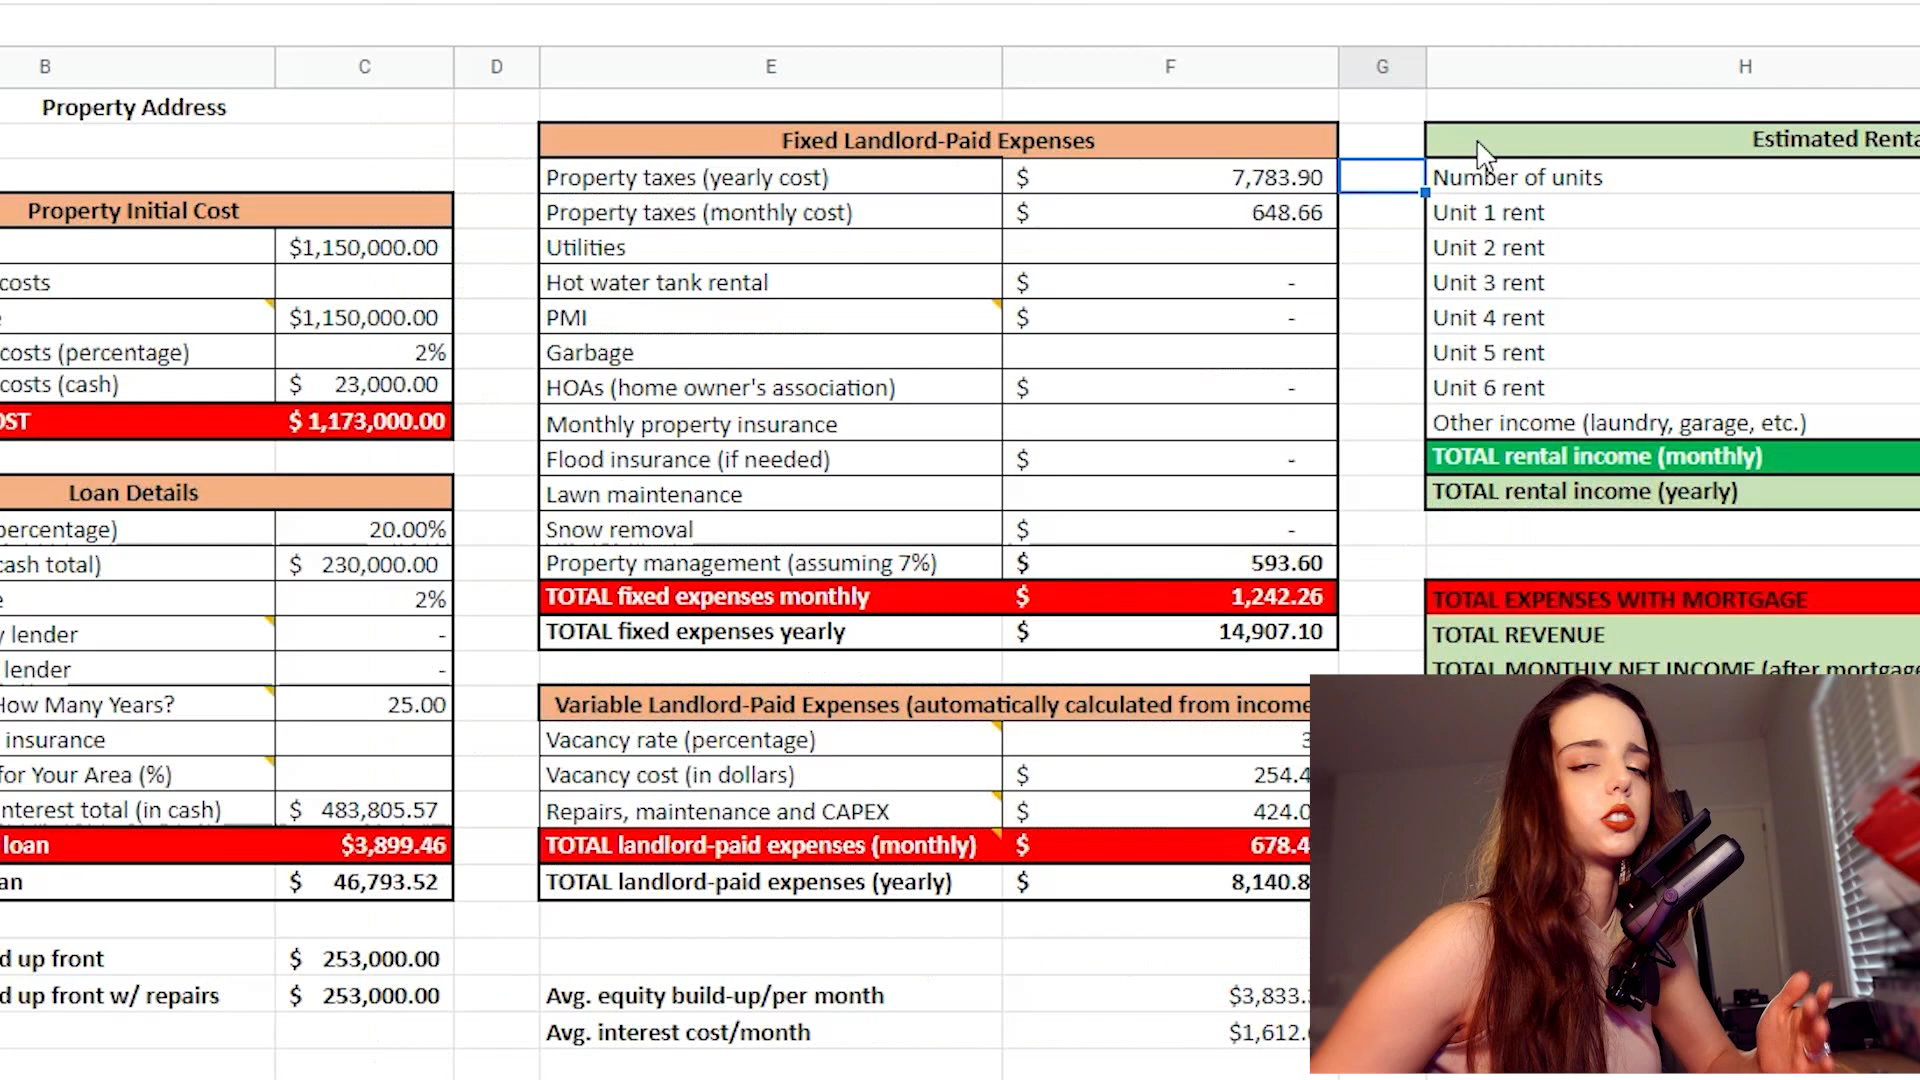 B C D E F G H
Property Address
Property Initial Cost
$1,150,000.00
costs
$1,150,000.00
costs (percentage) 2%
costs (cash) $ 23,000.00
OST $ 1,173,000.00
Loan Details
percentage) 20.00%
cash total) $ 230,000.00
e 2%
y lender -
lender -
How Many Years? 25.00
insurance
for Your Area (%)
nterest total (in cash) $ 483,805.57
loan $3,899.46
an $ 46,793.52
d up front $ 253,000.00
d up front w/ repairs $ 253,000.00
Fixed Landlord-Paid Expenses
Property taxes (yearly cost) $ 7,783.90
Property taxes (monthly cost) $ 648.66
Utilities
Hot water tank rental $ -
PMI $ -
Garbage
HOAs (home owner's association) $ -
Monthly property insurance
Flood insurance (if needed) $ -
Lawn maintenance
Snow removal $ -
Property management (assuming 7%) $ 593.60
TOTAL fixed expenses monthly $ 1,242.26
TOTAL fixed expenses yearly $ 14,907.10
Variable Landlord-Paid Expenses (automatically calculated from income
Vacancy rate (percentage) 3
Vacancy cost (in dollars) $ 254.4
Repairs, maintenance and CAPEX $ 424.0
TOTAL landlord-paid expenses (monthly) $ 678.4
TOTAL landlord-paid expenses (yearly) $ 8,140.8
Avg. equity build-up/per month $3,833.
Avg. interest cost/month $1,612.
Estimated Renta
Number of units
Unit 1 rent
Unit 2 rent
Unit 3 rent
Unit 4 rent
Unit 5 rent
Unit 6 rent
Other income (laundry, garage, etc.)
TOTAL rental income (monthly)
TOTAL rental income (yearly)
TOTAL EXPENSES WITH MORTGAGE
TOTAL REVENUE
TOTAL MONTHLY NET INCOME (after mortgage